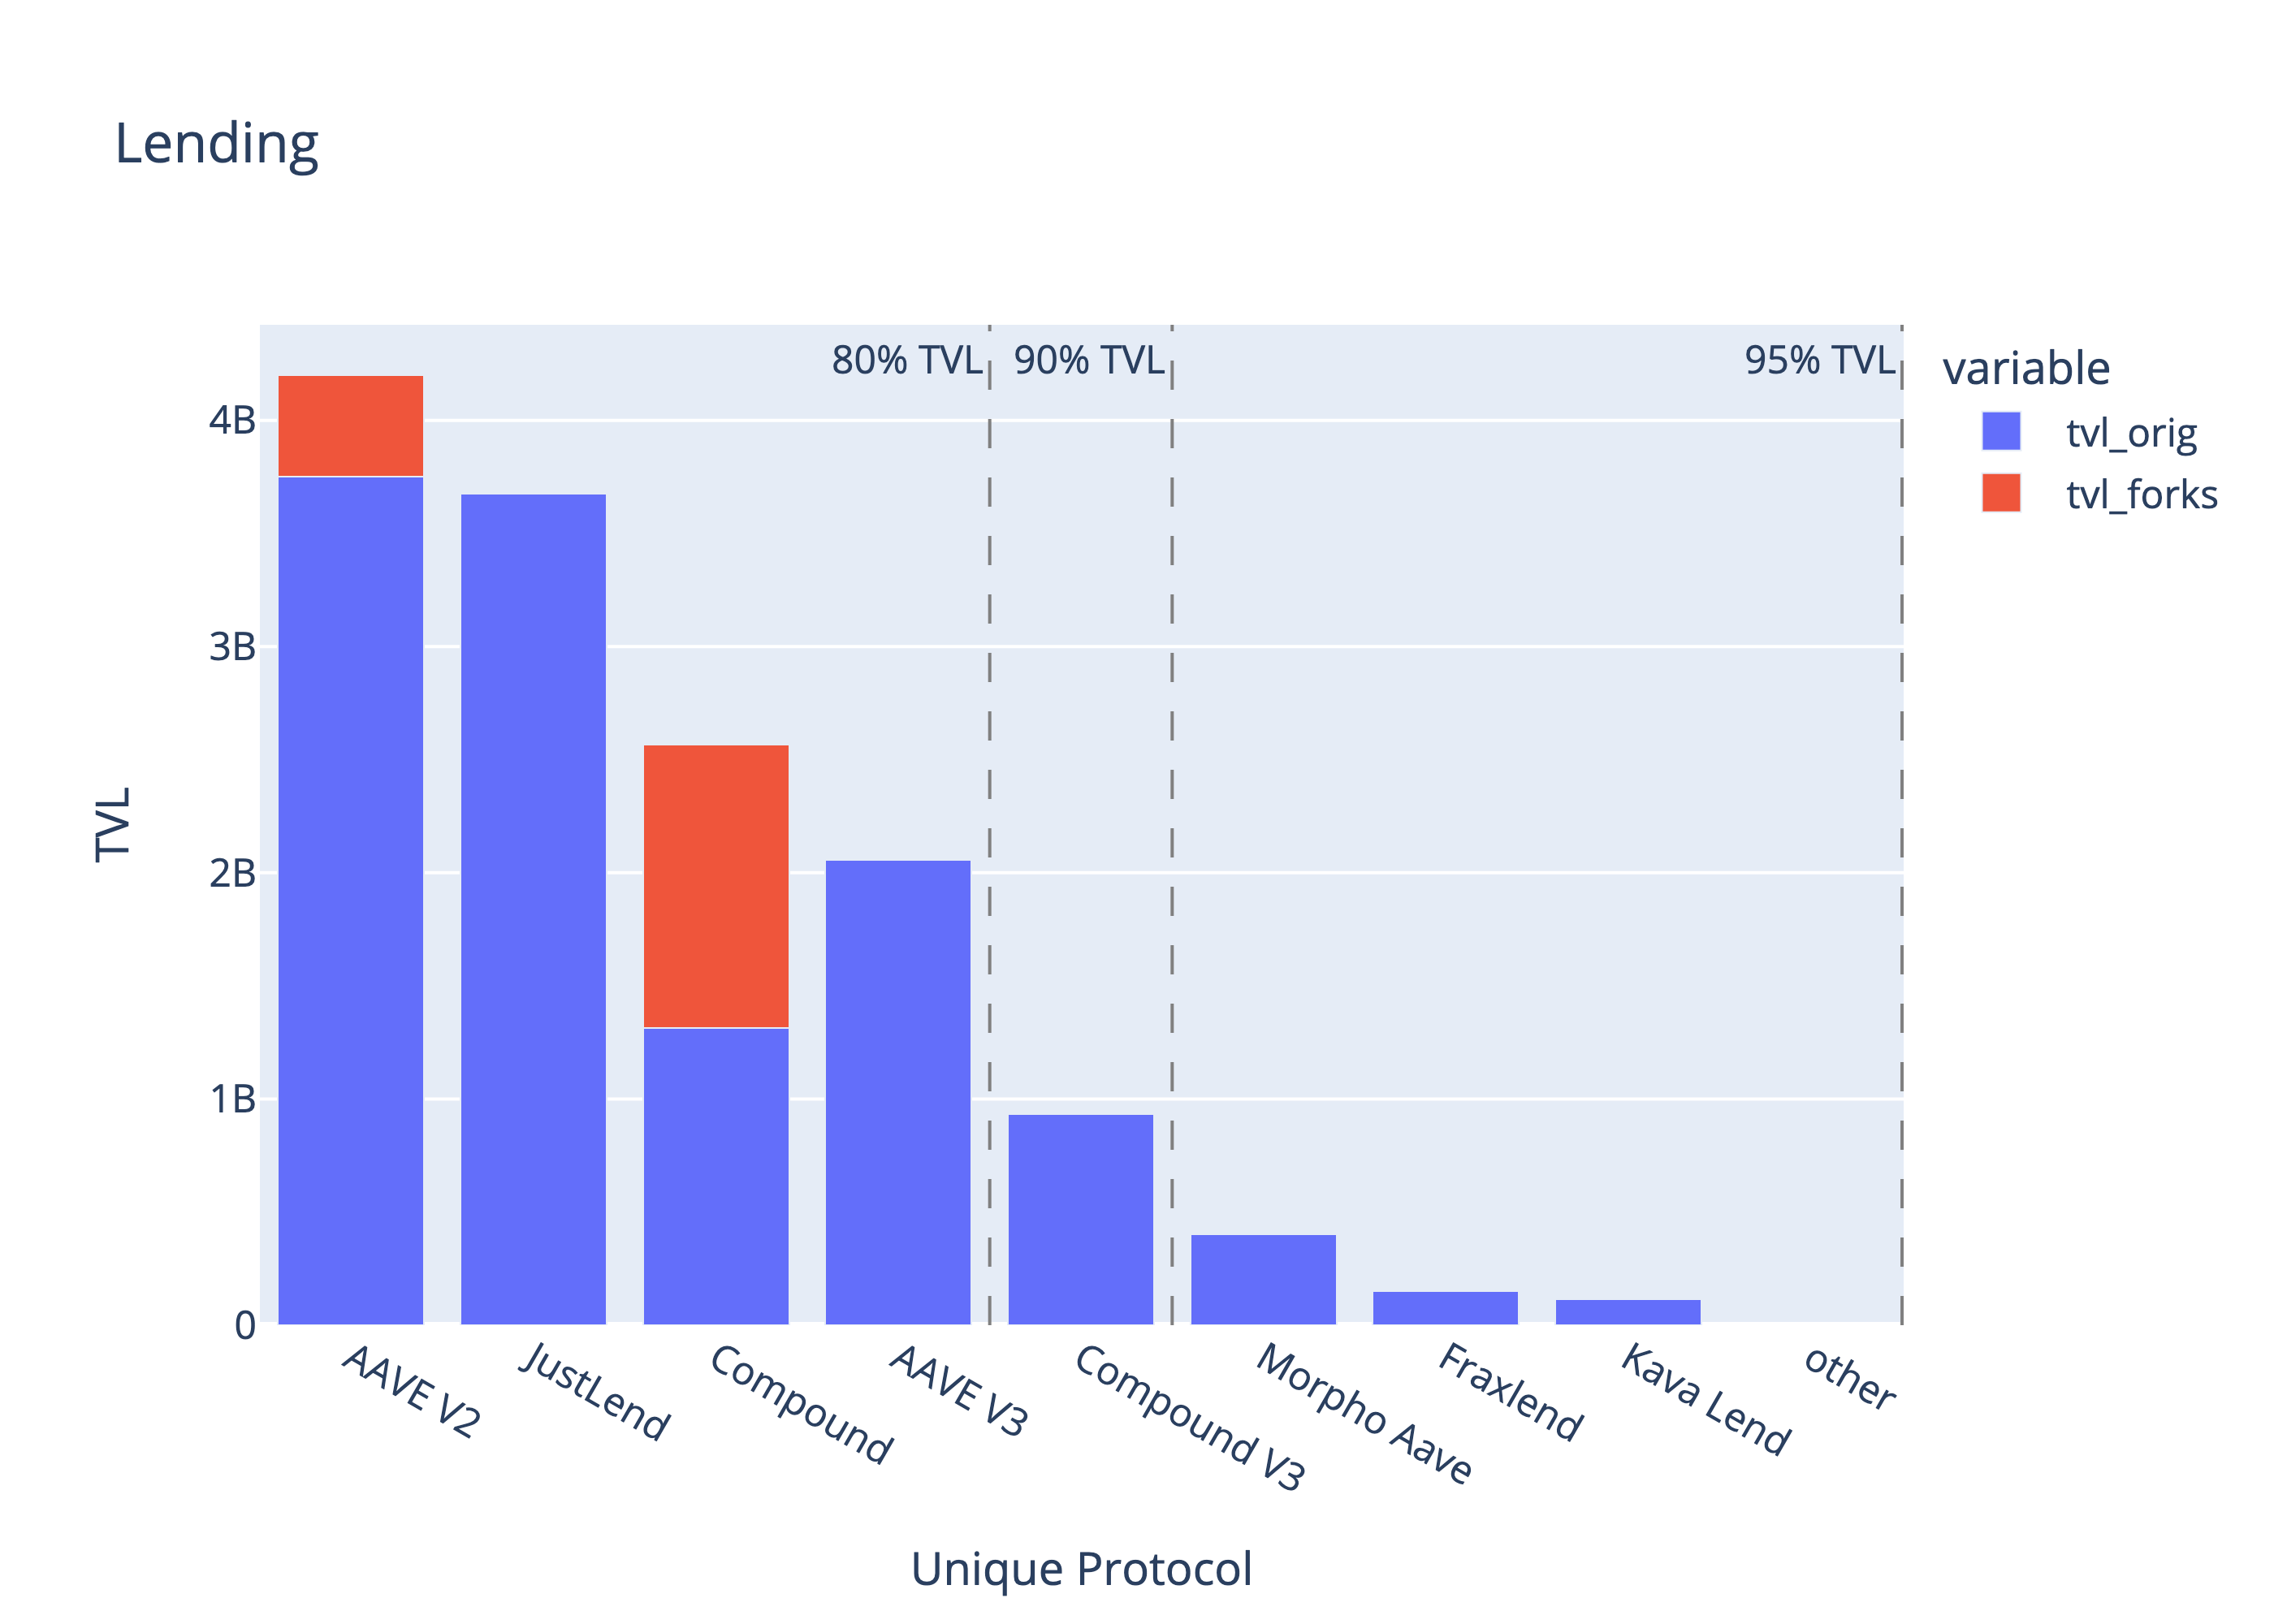 Lending
80% TVL
90% TVL
95% TVL
variable
tvl_orig
tvl_forks
4B
3B
2B
1B
0
TVL
AAVE V2
JustLend
Compound
AAVE V3
Compound V3
Morpho Aave
Fraxlend
Kava Lend
other
Unique Protocol